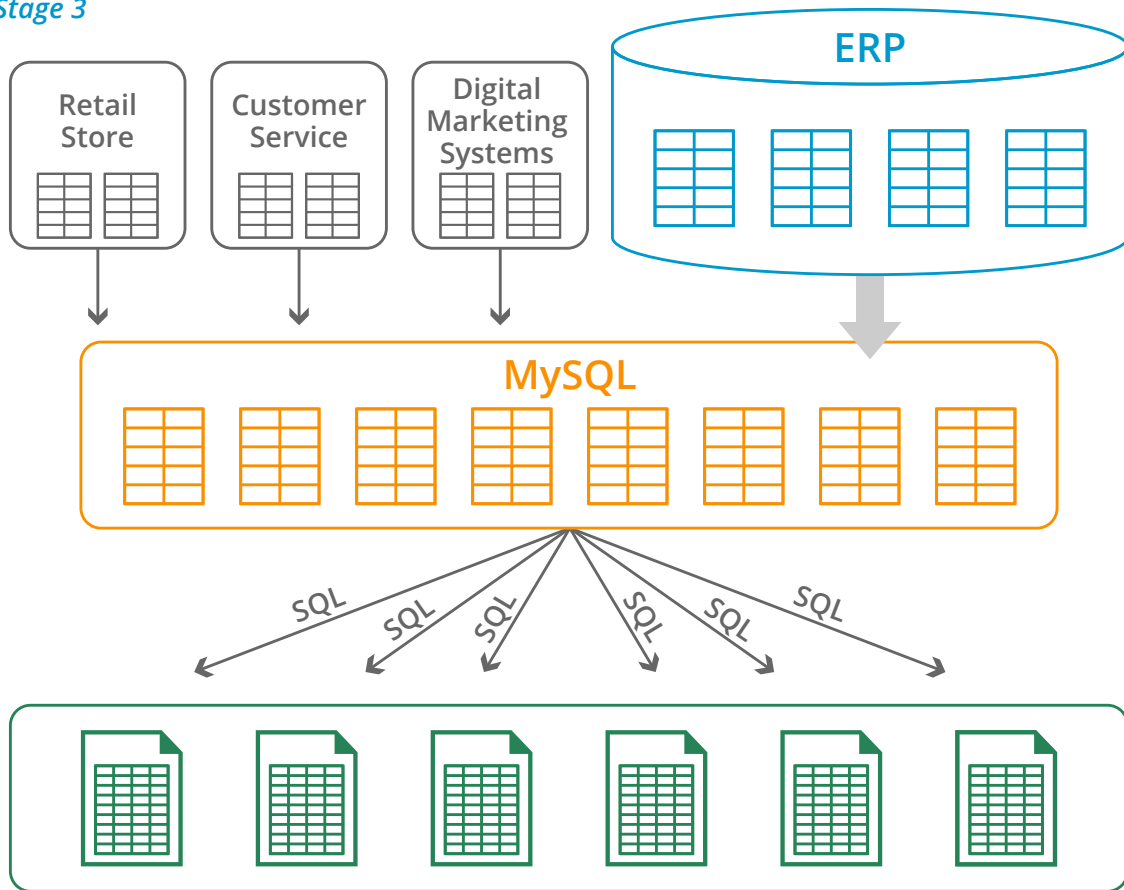 Stage 3
Retail
Store
Customer
Service
Digital
Marketing
Systems
ERP
MySQL
SQL
SQL
SQL
SQL
SQL
SQL